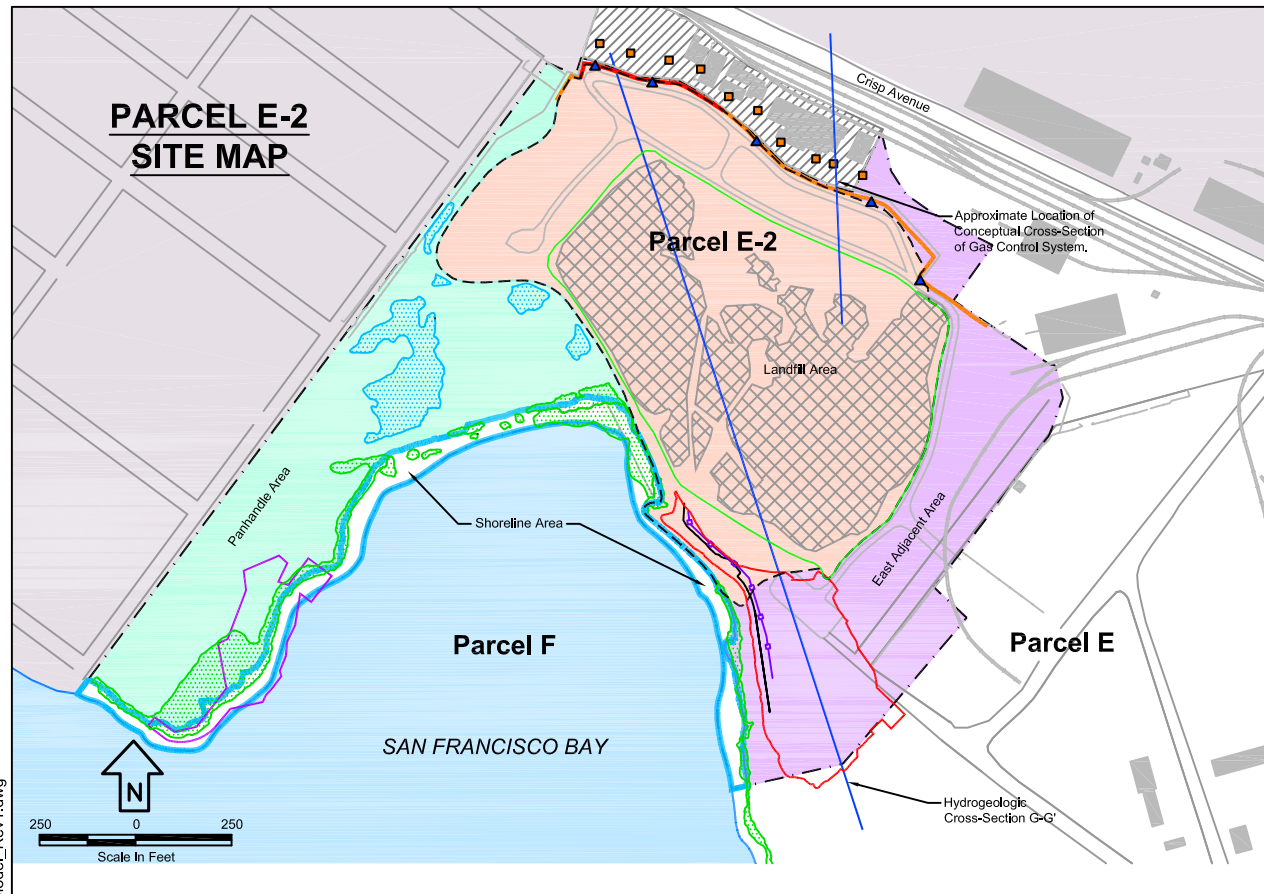 PARCEL E-2
SITE MAP
Crisp Avenue
Approximate Location of
Conceptual Cross-Section
of Gas Control System.
Parcel E-2
Landfill Area
Panhandle Area
Shoreline Area
East Adjacent Area
Parcel F
Parcel E
SAN FRANCISCO BAY
N
250 0 250
Scale In Feet
Hydrogeologic
Cross-Section G-G'